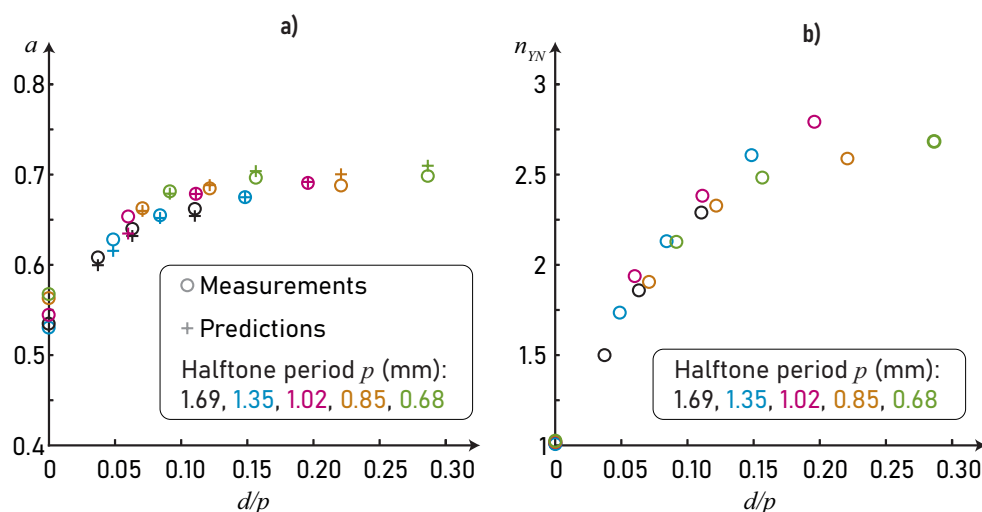 a)
a
0.8
0.7
0.6
0.5
0.4
0 0.05 0.10 0.15 0.20 0.25 0.30
d/p
Measurements
Predictions
Halftone period p (mm):
1.69, 1.35, 1.02, 0.85, 0.68
b)
n_YN
3
2.5
2
1.5
1
0 0.05 0.10 0.15 0.20 0.25 0.30
d/p
Halftone period p (mm):
1.69, 1.35, 1.02, 0.85, 0.68